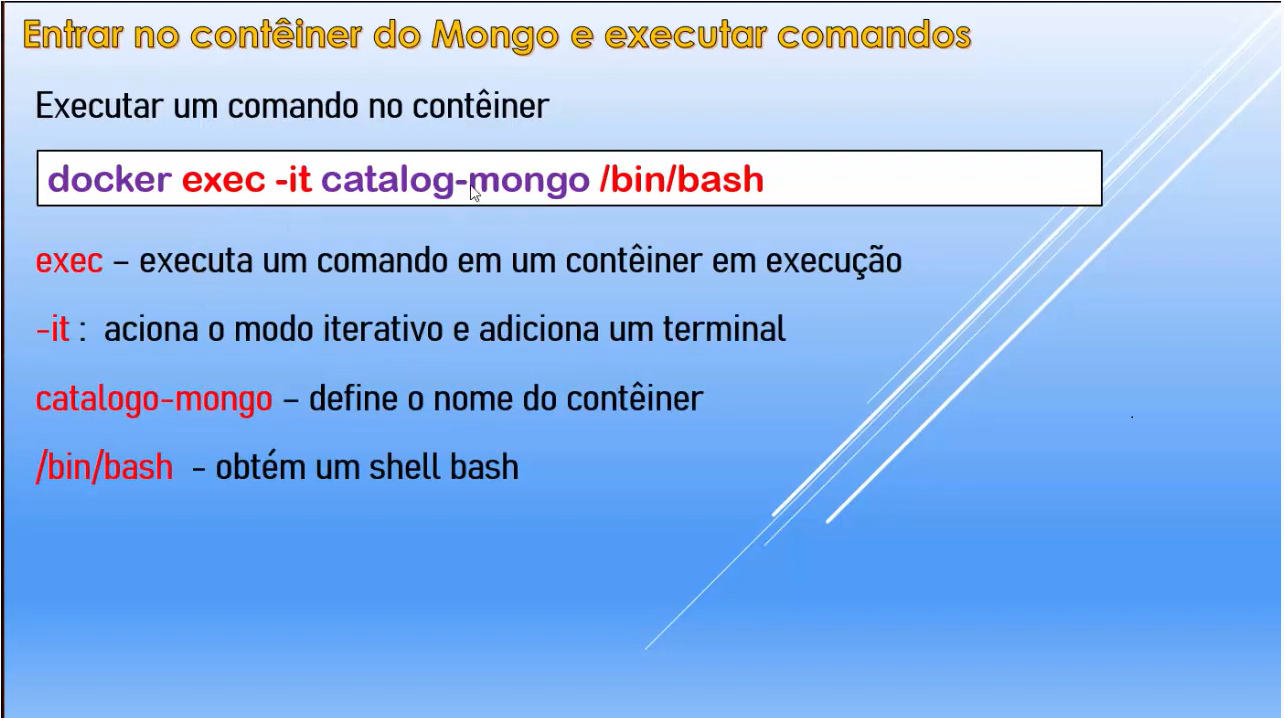 Entrar no contêiner do Mongo e executar comandos
Executar um comando no contêiner
docker exec -it catalog-mongo /bin/bash
exec – executa um comando em um contêiner em execução
-it : aciona o modo iterativo e adiciona um terminal
catalogo-mongo – define o nome do contêiner
/bin/bash - obtém um shell bash